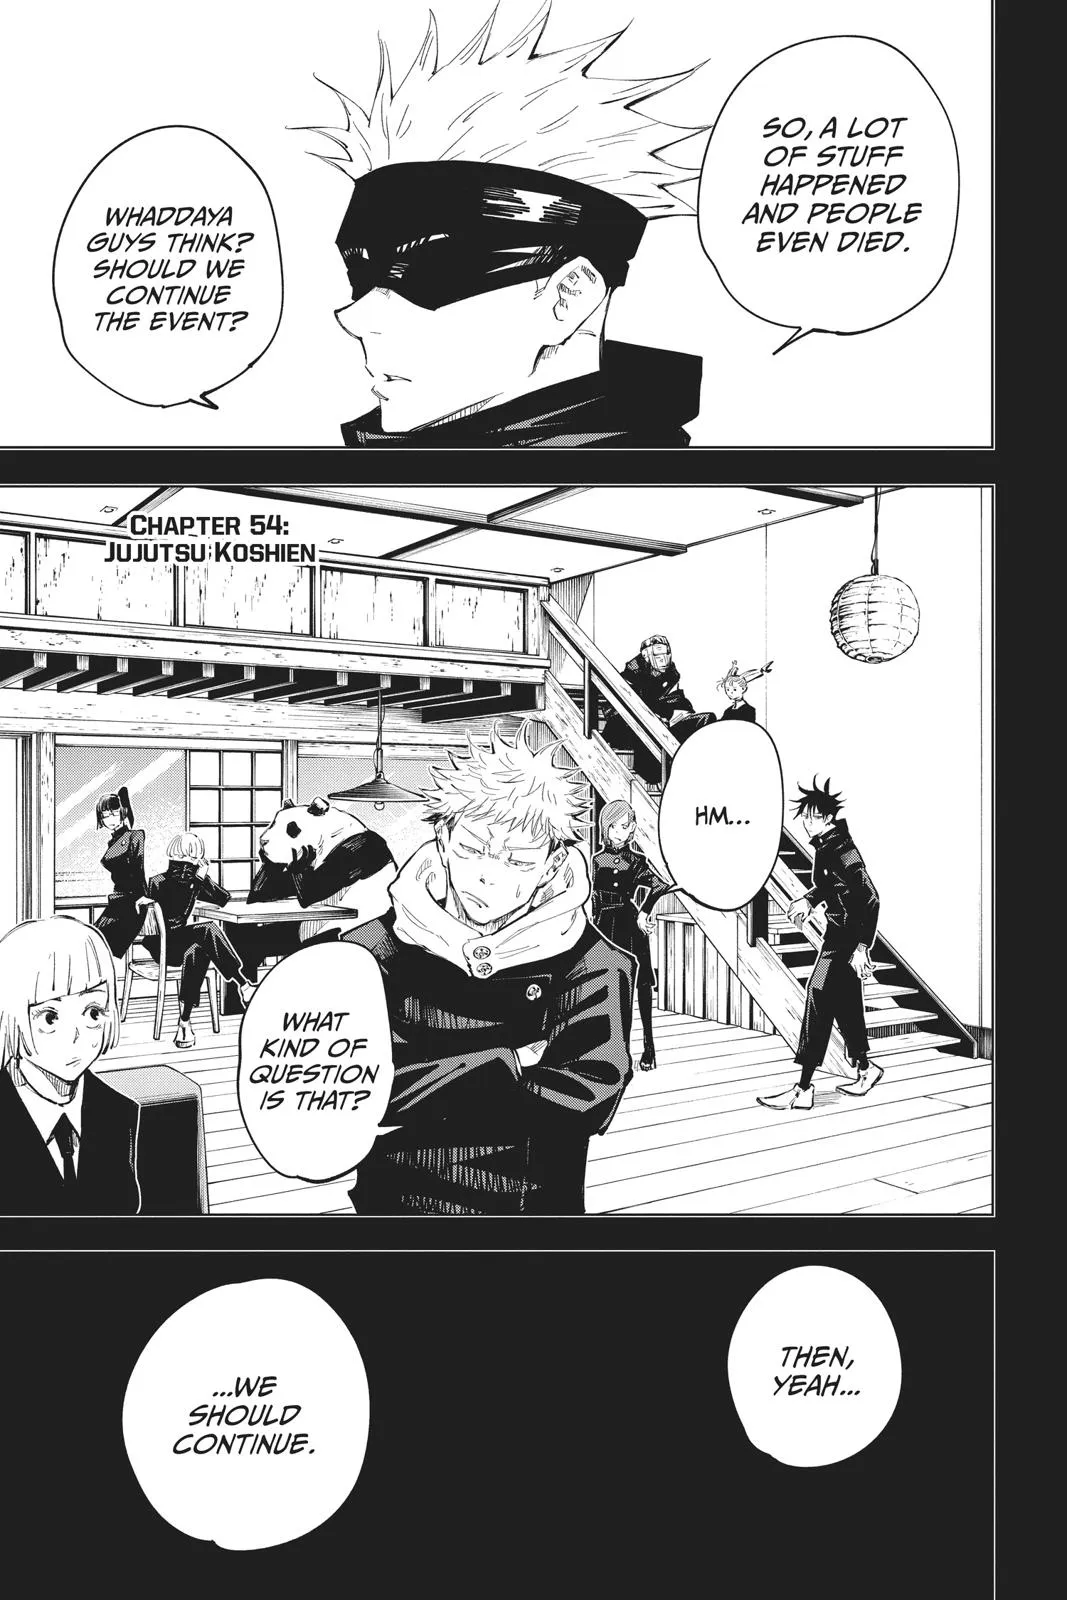 SO, A LOT
OF STUFF
HAPPENED
AND PEOPLE
EVEN DIED.
WHADDAYA
GUYS THINK?
SHOULD WE
CONTINUE
THE EVENT?
CHAPTER 54:
JUJUTSU KOSHIEN
HM...
WHAT
KIND OF
QUESTION
IS THAT?
THEN,
YEAH...
...WE
SHOULD
CONTINUE.